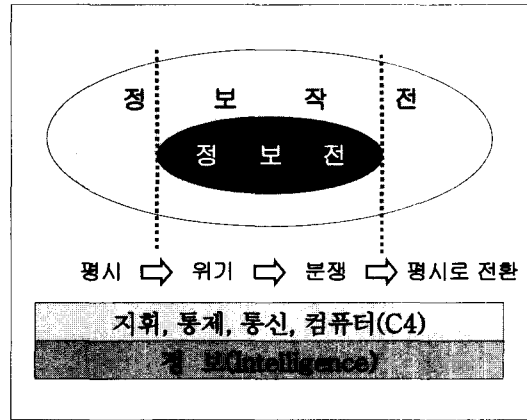 정 보 작 전
정 보 전
평시 ⇨ 위기 ⇨ 분쟁 ⇨ 평시로 전환
지휘, 통제, 통신, 컴퓨터(C4)
정 보(Intelligence)